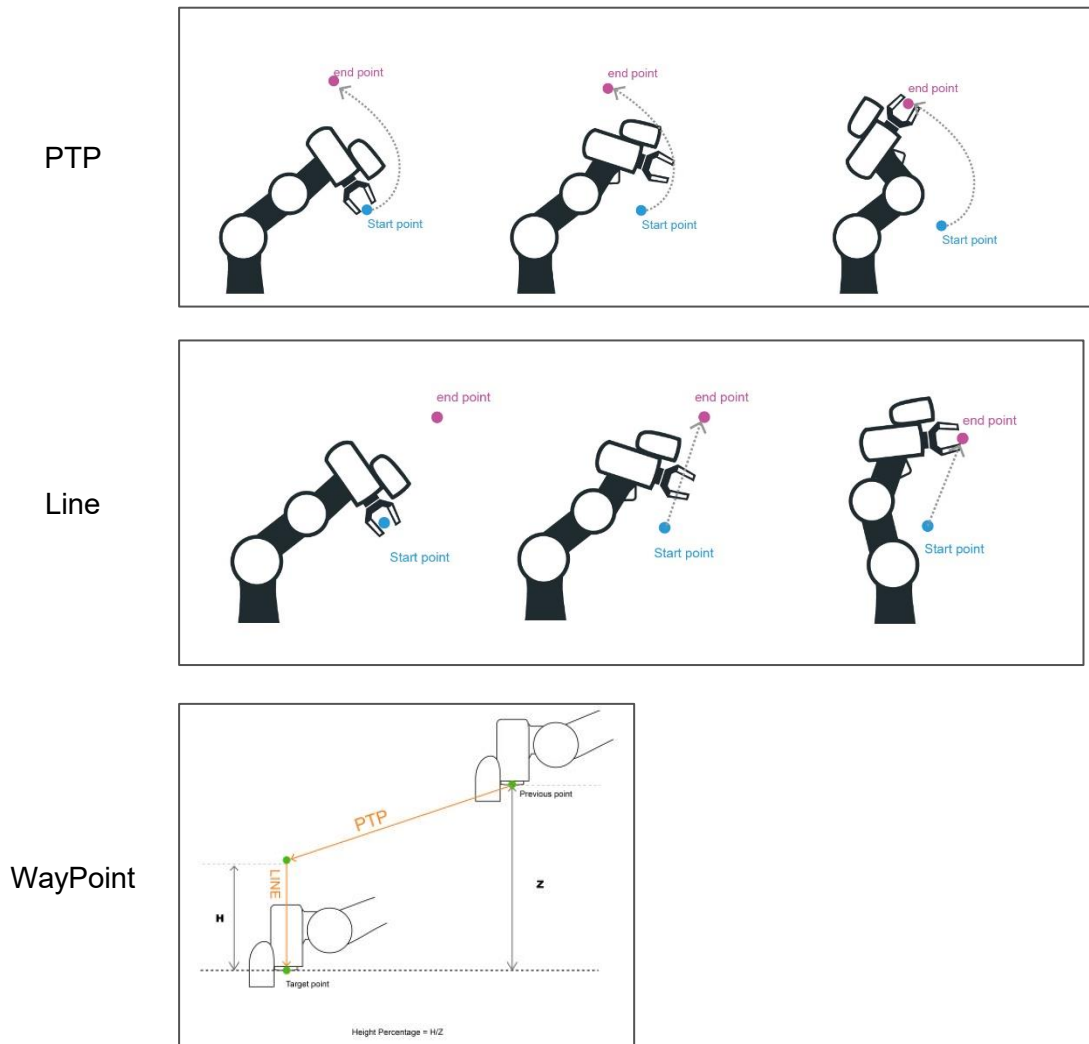 PTP
end point
Start point
end point
Start point
end point
Start point
Line
end point
Start point
end point
Start point
end point
Start point
WayPoint
Previous point
PTP
LINE
H
Z
Target point
Height Percentage = H/Z